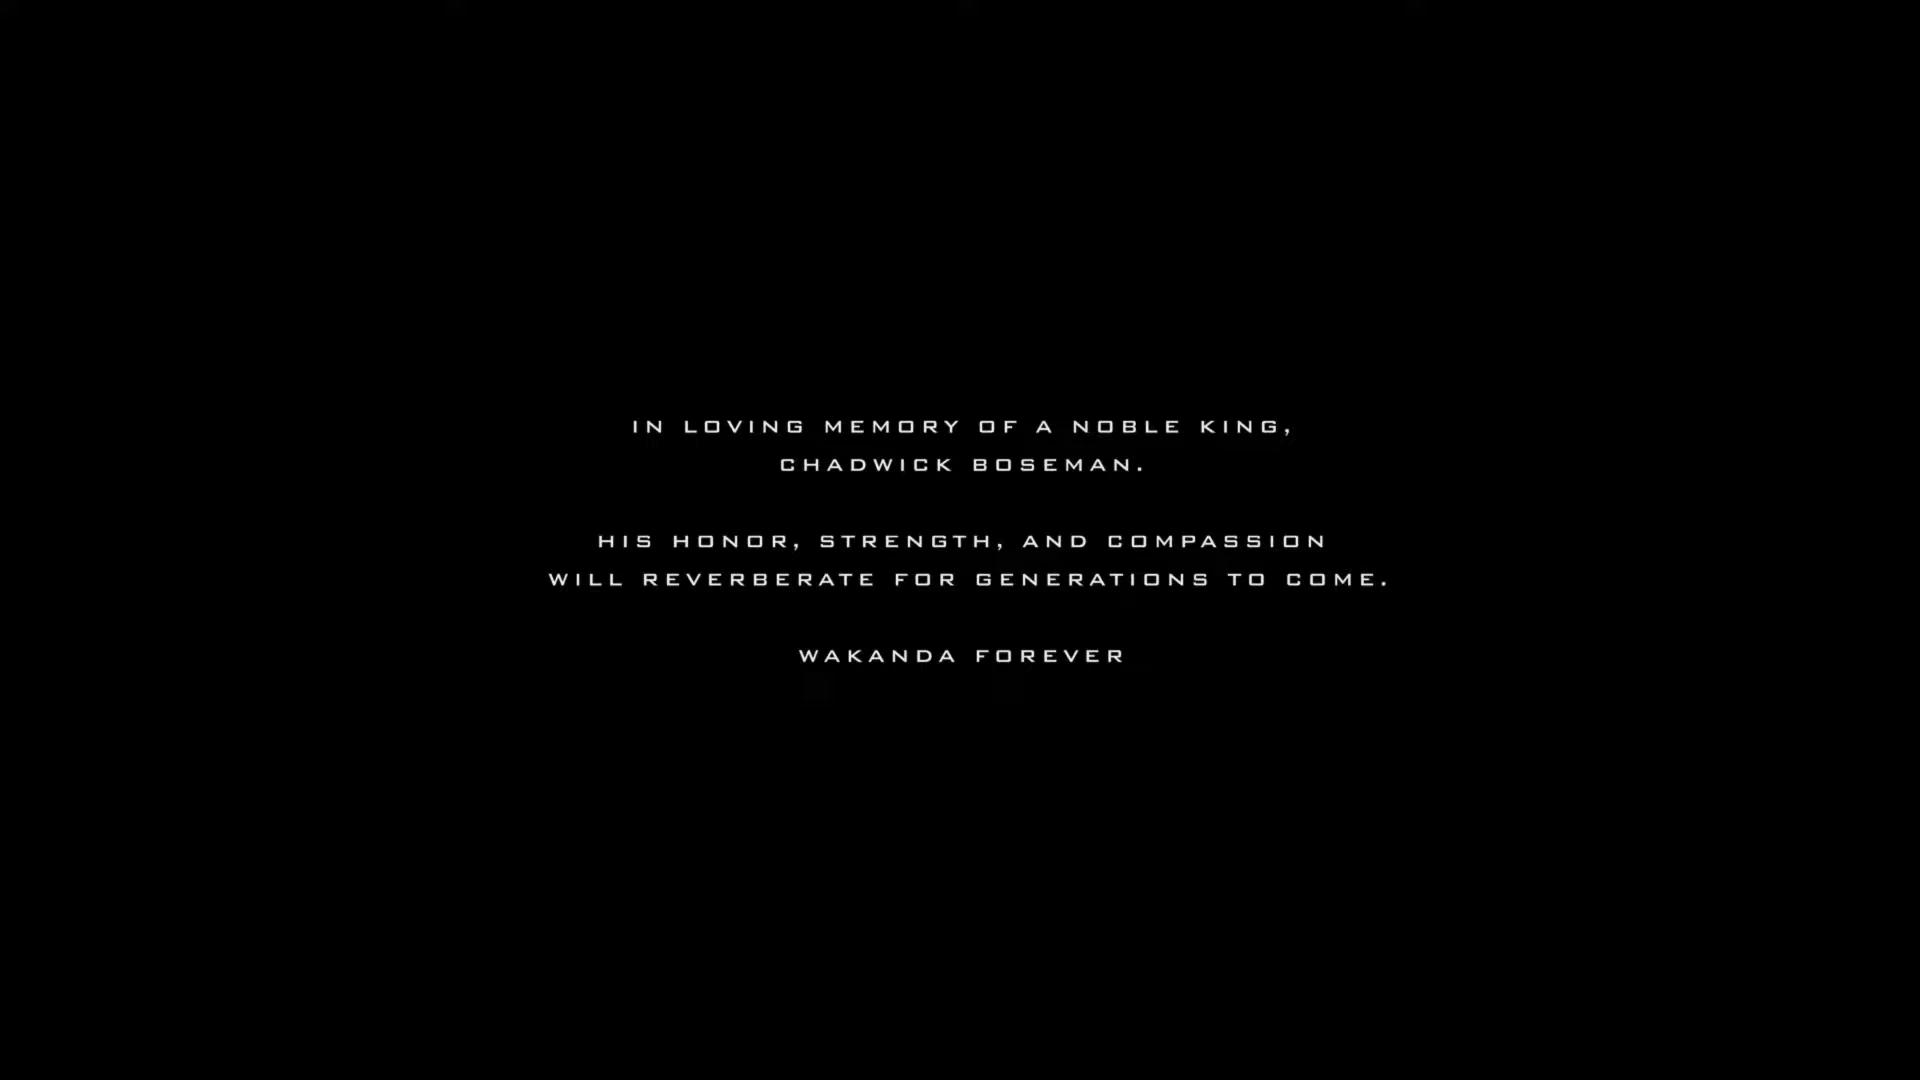 IN LOVING MEMORY OF A NOBLE KING,
CHADWICK BOSEMAN.
HIS HONOR, STRENGTH, AND COMPASSION
WILL REVERBERATE FOR GENERATIONS TO COME.
WAKANDA FOREVER